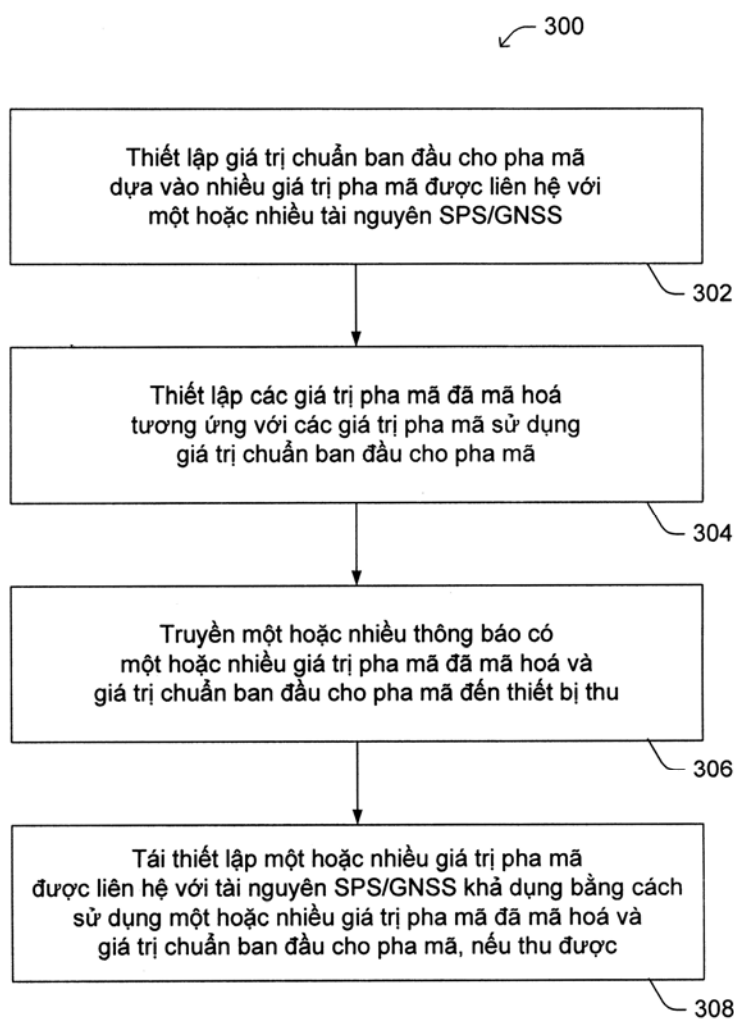 300
Thiết lập giá trị chuẩn ban đầu cho pha mã
dựa vào nhiều giá trị pha mã được liên hệ với
một hoặc nhiều tài nguyên SPS/GNSS
302
Thiết lập các giá trị pha mã đã mã hoá
tương ứng với các giá trị pha mã sử dụng
giá trị chuẩn ban đầu cho pha mã
304
Truyền một hoặc nhiều thông báo có
một hoặc nhiều giá trị pha mã đã mã hoá và
giá trị chuẩn ban đầu cho pha mã đến thiết bị thu
306
Tái thiết lập một hoặc nhiều giá trị pha mã
được liên hệ với tài nguyên SPS/GNSS khả dụng bằng cách
sử dụng một hoặc nhiều giá trị pha mã đã mã hoá và
giá trị chuẩn ban đầu cho pha mã, nếu thu được
308